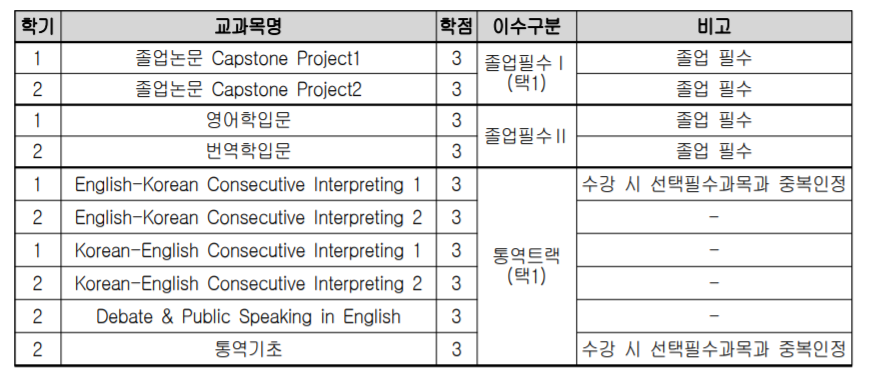 학기 교과목명 학점 이수구분 비고
1 졸업논문 Capstone Project1 3 졸업필수Ⅰ (택1) 졸업 필수
2 졸업논문 Capstone Project2 3 졸업 필수
1 영어학입문 3 졸업필수Ⅱ 졸업 필수
2 번역학입문 3 졸업 필수
1 English-Korean Consecutive Interpreting 1 3 통역트랙 (택1) 수강 시 선택필수과목과 중복인정
2 English-Korean Consecutive Interpreting 2 3 -
1 Korean-English Consecutive Interpreting 1 3 -
2 Korean-English Consecutive Interpreting 2 3 -
2 Debate & Public Speaking in English 3 -
2 통역기초 3 수강 시 선택필수과목과 중복인정